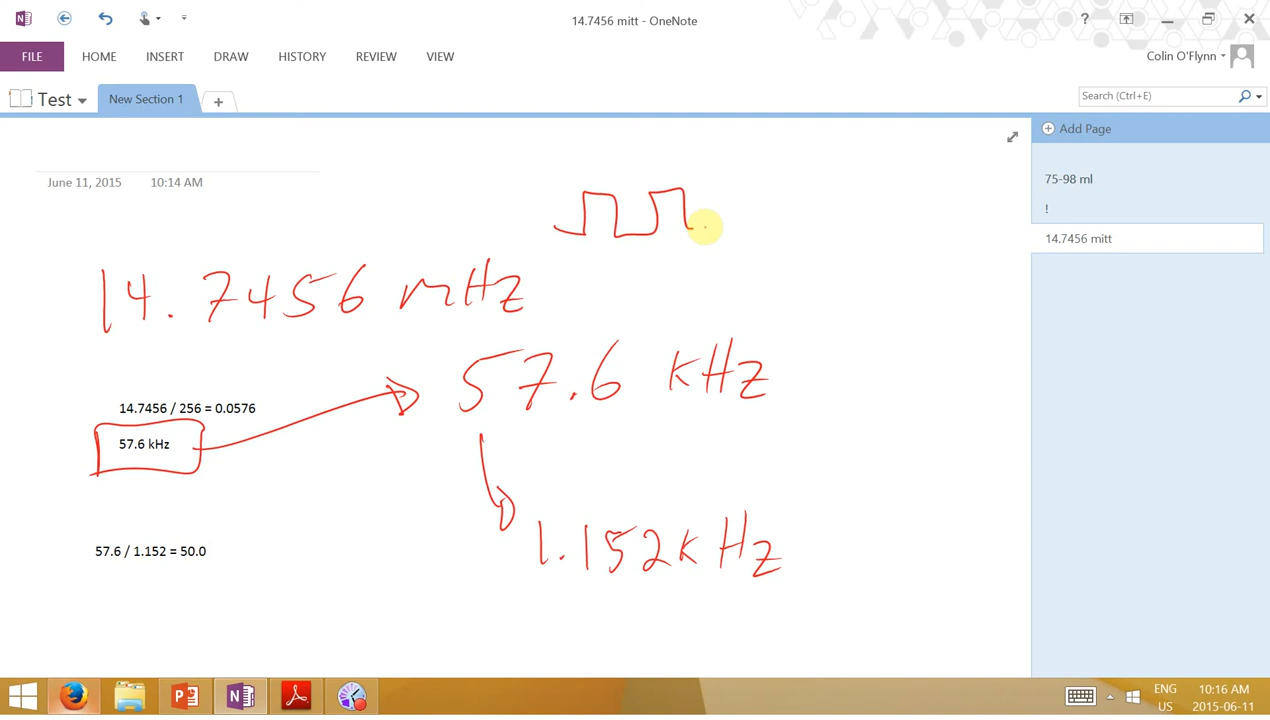 14.7456 mitt - OneNote
?
FILE HOME INSERT DRAW HISTORY REVIEW VIEW
Colin O'Flynn
Test
New Section 1
Search (Ctrl+E)
Add Page
75-98 ml
!
14.7456 mitt
June 11, 2015 10:14 AM
14.7456 mHz
57.6 kHz
14.7456 / 256 = 0.0576
57.6 kHz
1.152kHz
57.6 / 1.152 = 50.0
ENG
US
10:16 AM
2015-06-11